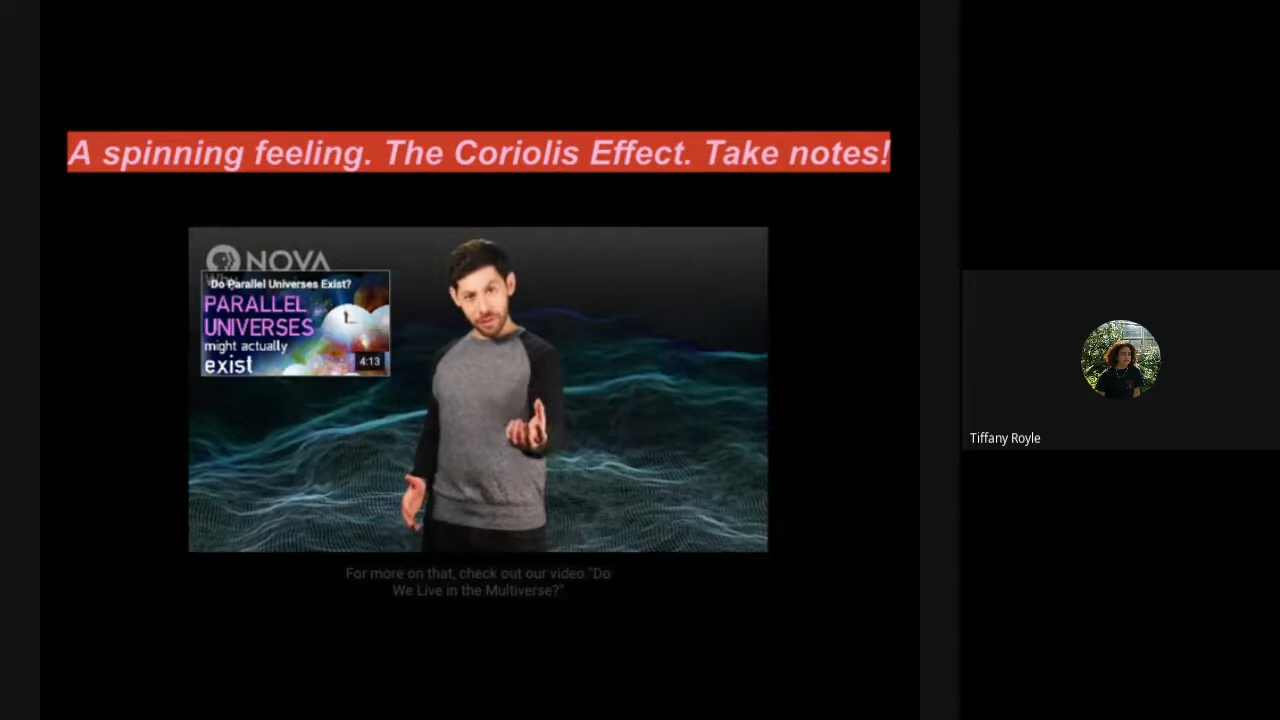 A spinning feeling. The Coriolis Effect. Take notes!
NOVA
Why
Do Parallel Universes Exist?
PARALLEL
UNIVERSES
might actually
exist
4:13
For more on that, check out our video "Do
We Live in the Multiverse?"
Tiffany Royle